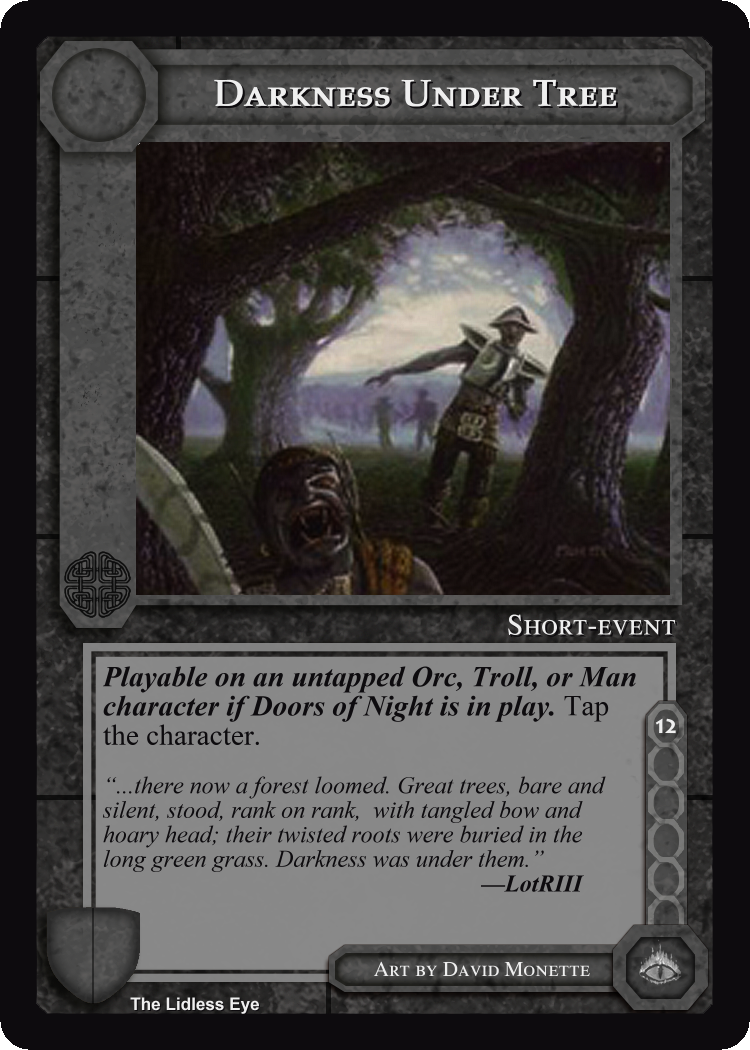 Darkness Under Tree
Short-event
Playable on an untapped Orc, Troll, or Man
character if Doors of Night is in play. Tap
the character.
12
“...there now a forest loomed. Great trees, bare and
silent, stood, rank on rank, with tangled bow and
hoary head; their twisted roots were buried in the
long green grass. Darkness was under them.”
—LotRIII
Art by David Monette
The Lidless Eye